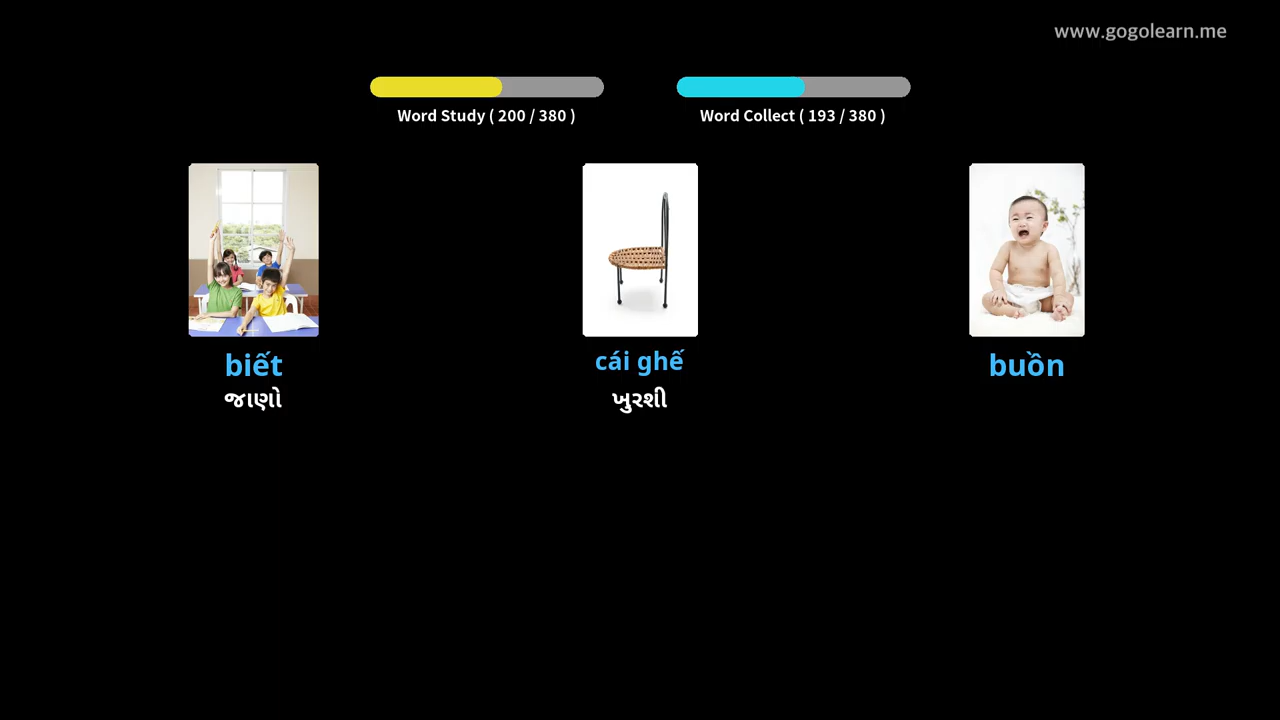 www.gogolearn.me
Word Study ( 200 / 380 )
Word Collect ( 193 / 380 )
biết
cái ghế
buồn
જાણો
ખુરશી